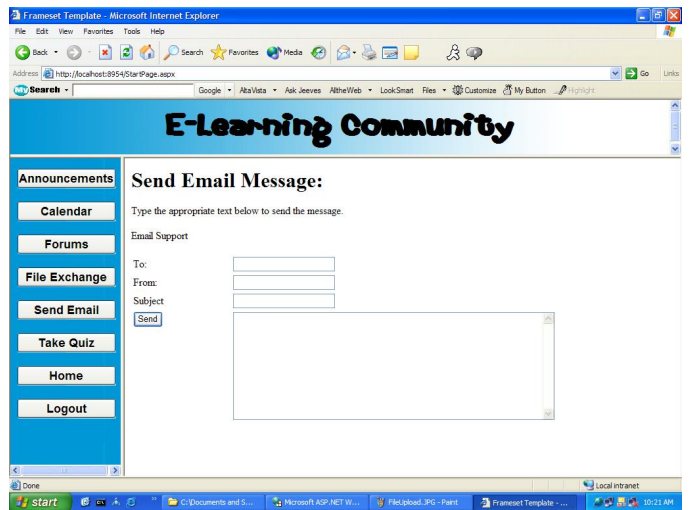 Frameset Template - Microsoft Internet Explorer
File Edit View Favorites Tools Help
Back Search Favorites Media
Address http://localhost:8954/StartPage.aspx Go Links
My Search Google AltaVista Ask Jeeves AlltheWeb LookSmart Files Customize My Button Highlight
E-Learning Community
Announcements
Calendar
Forums
File Exchange
Send Email
Take Quiz
Home
Logout
Send Email Message:
Type the appropriate text below to send the message.
Email Support
To:
From:
Subject
Send
Done Local intranet
start C:\Documents and S... Microsoft ASP.NET W... FileUpload.JPG - Paint Frameset Template - ... 10:21 AM